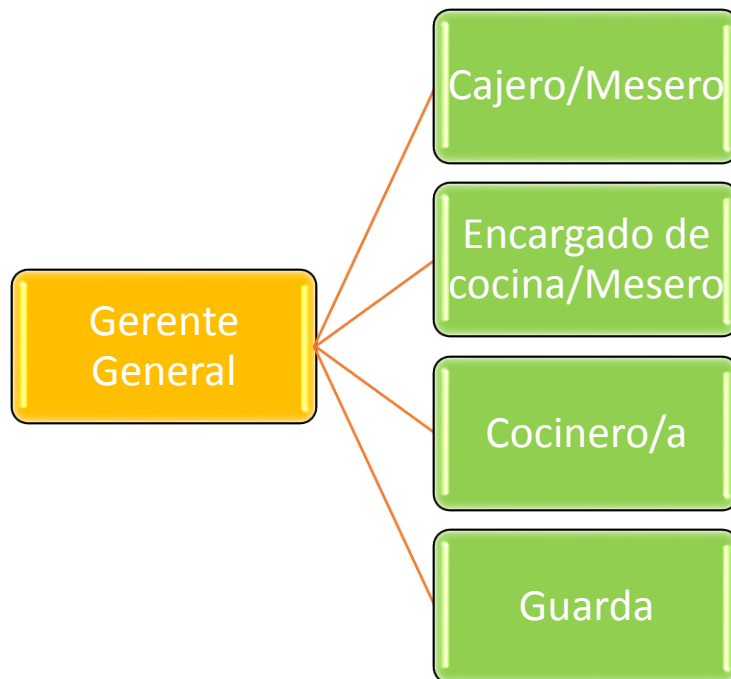 Cajero/Mesero
Encargado de
cocina/Mesero
Gerente
General
Cocinero/a
Guarda